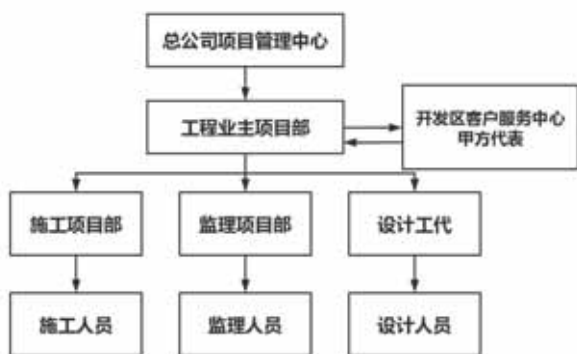 总公司项目管理中心
工程业主项目部
开发区客户服务中心
甲方代表
施工项目部
监理项目部
设计工代
施工人员
监理人员
设计人员